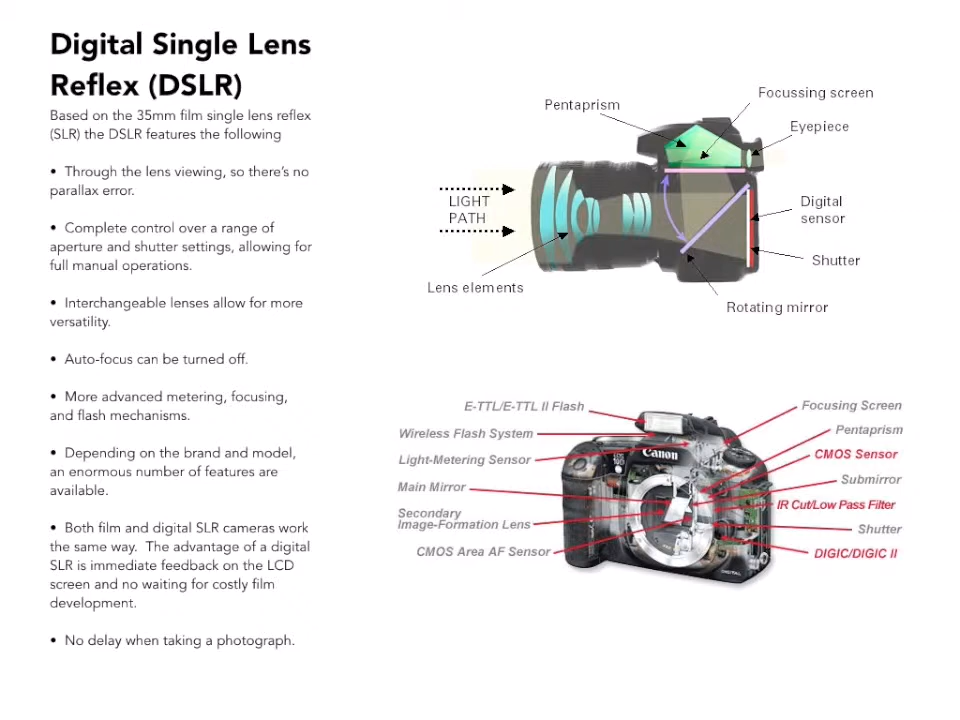 Digital Single Lens
Reflex (DSLR)
Based on the 35mm film single lens reflex
(SLR) the DSLR features the following
• Through the lens viewing, so there's no
parallax error.
• Complete control over a range of
aperture and shutter settings, allowing for
full manual operations.
• Interchangeable lenses allow for more
versatility.
• Auto-focus can be turned off.
• More advanced metering, focusing,
and flash mechanisms.
• Depending on the brand and model,
an enormous number of features are
available.
• Both film and digital SLR cameras work
the same way. The advantage of a digital
SLR is immediate feedback on the LCD
screen and no waiting for costly film
development.
• No delay when taking a photograph.
Pentaprism
Focussing screen
Eyepiece
LIGHT
PATH
Digital
sensor
Shutter
Lens elements
Rotating mirror
E-TTL/E-TTL II Flash
Wireless Flash System
Light-Metering Sensor
Main Mirror
Secondary
Image-Formation Lens
CMOS Area AF Sensor
Focusing Screen
Pentaprism
CMOS Sensor
Submirror
IR Cut/Low Pass Filter
Shutter
DIGIC/DIGIC II
Canon
DIGITAL